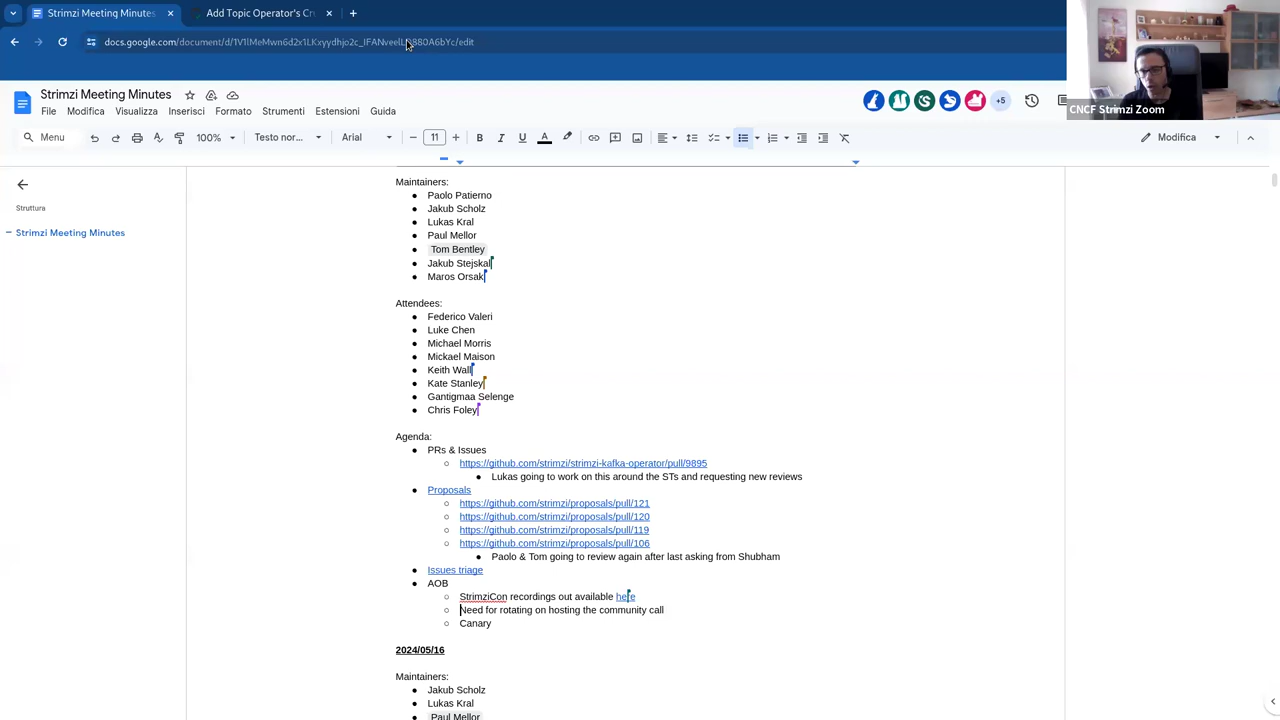 Strimzi Meeting Minutes
Add Topic Operator's Cr
docs.google.com/document/d/
/edit
CNCF Strimzi Zoom
Strimzi Meeting Minutes
File Modifica Visualizza Inserisci Formato Strumenti Estensioni Guida
+5
Menu
100%
Testo nor...
Arial
11
B I U A
Modifica
Struttura
Strimzi Meeting Minutes
Maintainers:
Paolo Patierno
Jakub Scholz
Lukas Kral
Paul Mellor
Tom Bentley
Jakub Stejskal
Maros Orsak
Attendees:
Federico Valeri
Luke Chen
Michael Morris
Mickael Maison
Keith Wall
Kate Stanley
Gantigmaa Selenge
Chris Foley
Agenda:
PRs & Issues
https://github.com/strimzi/strimzi-kafka-operator/pull/9895
Lukas going to work on this around the STs and requesting new reviews
Proposals
https://github.com/strimzi/proposals/pull/121
https://github.com/strimzi/proposals/pull/120
https://github.com/strimzi/proposals/pull/119
https://github.com/strimzi/proposals/pull/106
Paolo & Tom going to review again after last asking from Shubham
Issues triage
AOB
StrimziCon recordings out available here
Need for rotating on hosting the community call
Canary
2024/05/16
Maintainers:
Jakub Scholz
Lukas Kral
Paul Mellor